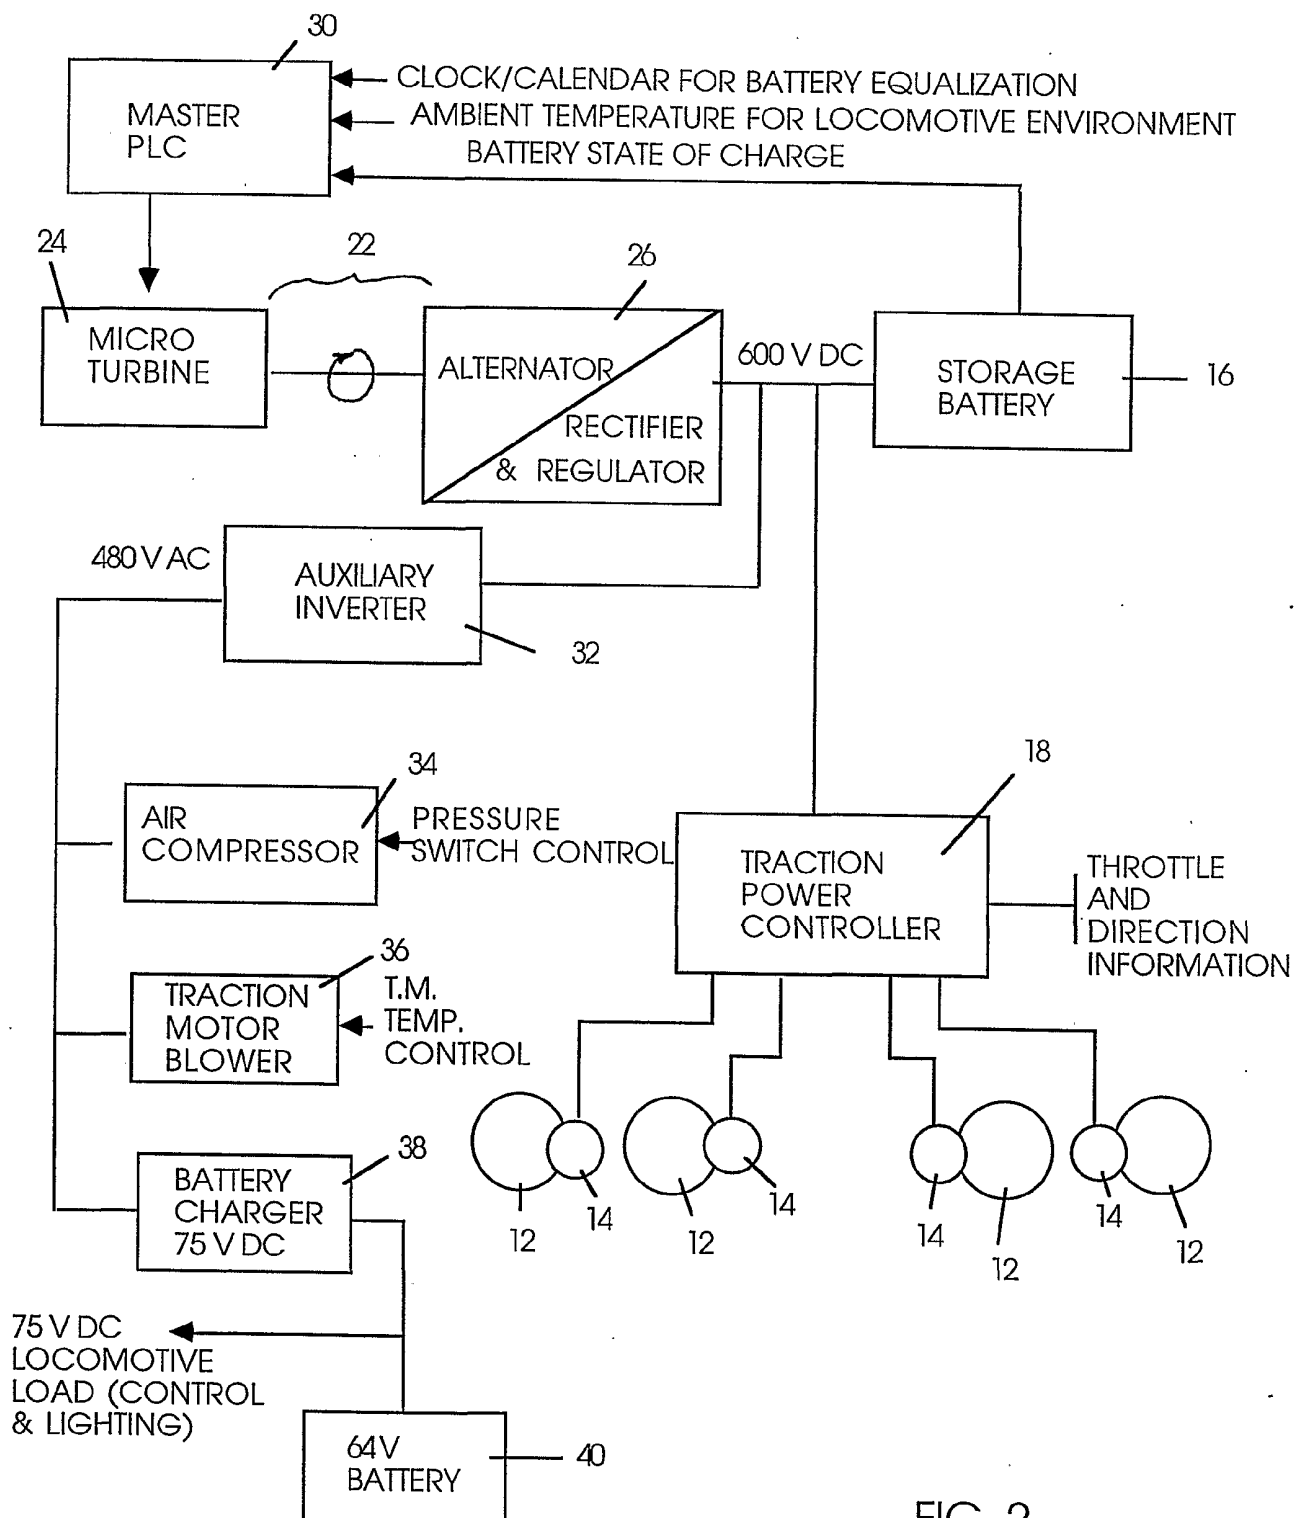 30
MASTER
PLC
CLOCK/CALENDAR FOR BATTERY EQUALIZATION
AMBIENT TEMPERATURE FOR LOCOMOTIVE ENVIRONMENT
BATTERY STATE OF CHARGE
24
22
26
MICRO
TURBINE
ALTERNATOR
RECTIFIER
& REGULATOR
600 V DC
STORAGE
BATTERY
16
480 V AC
AUXILIARY
INVERTER
32
34
AIR
COMPRESSOR
PRESSURE
SWITCH CONTROL
18
TRACTION
POWER
CONTROLLER
THROTTLE
AND
DIRECTION
INFORMATION
36
TRACTION
MOTOR
BLOWER
T.M.
TEMP.
CONTROL
38
BATTERY
CHARGER
75 V DC
12
14
12
14
14
12
14
12
75 V DC
LOCOMOTIVE
LOAD (CONTROL
& LIGHTING)
64V
BATTERY
40
FIG. 2